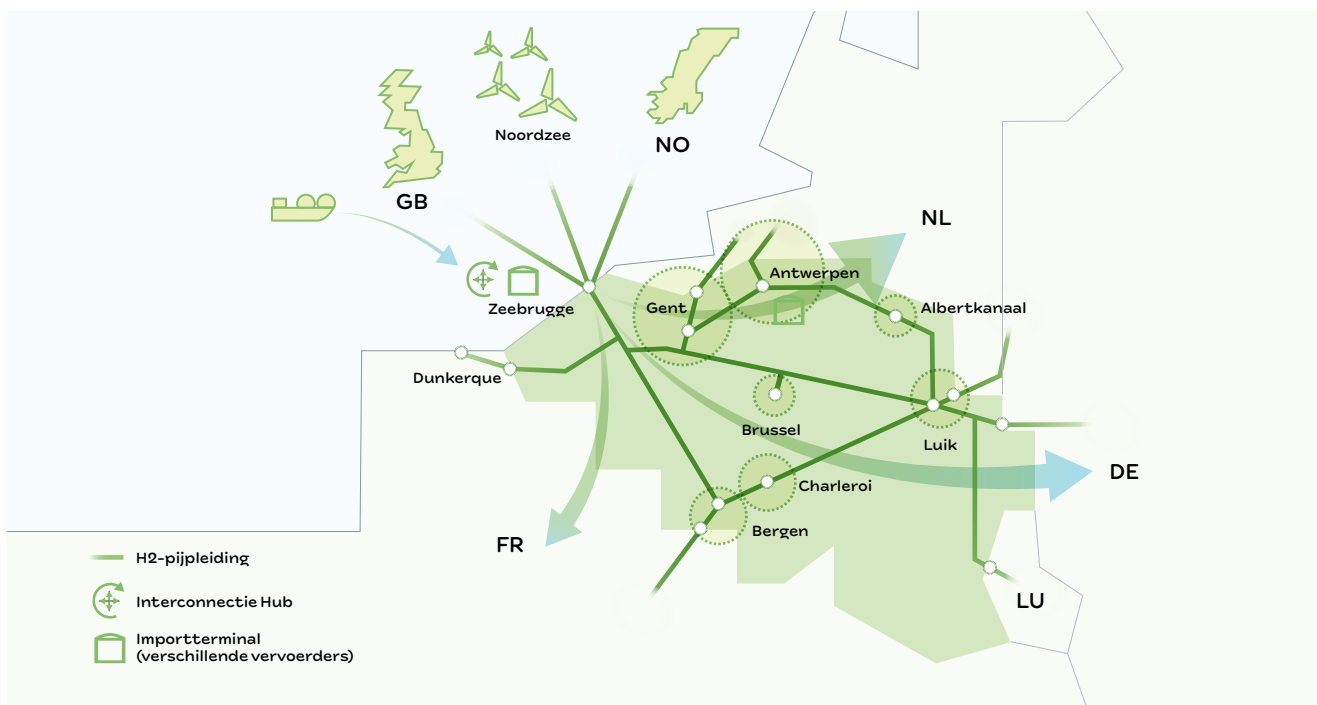 Noordzee
NO
GB
NL
Antwerpen
Gent
Albertkanaal
Zeebrugge
Dunkerque
Brussel
Luik
DE
Charleroi
Bergen
FR
LU
H2-pijpleiding
Interconnectie Hub
Importterminal
(verschillende vervoerders)